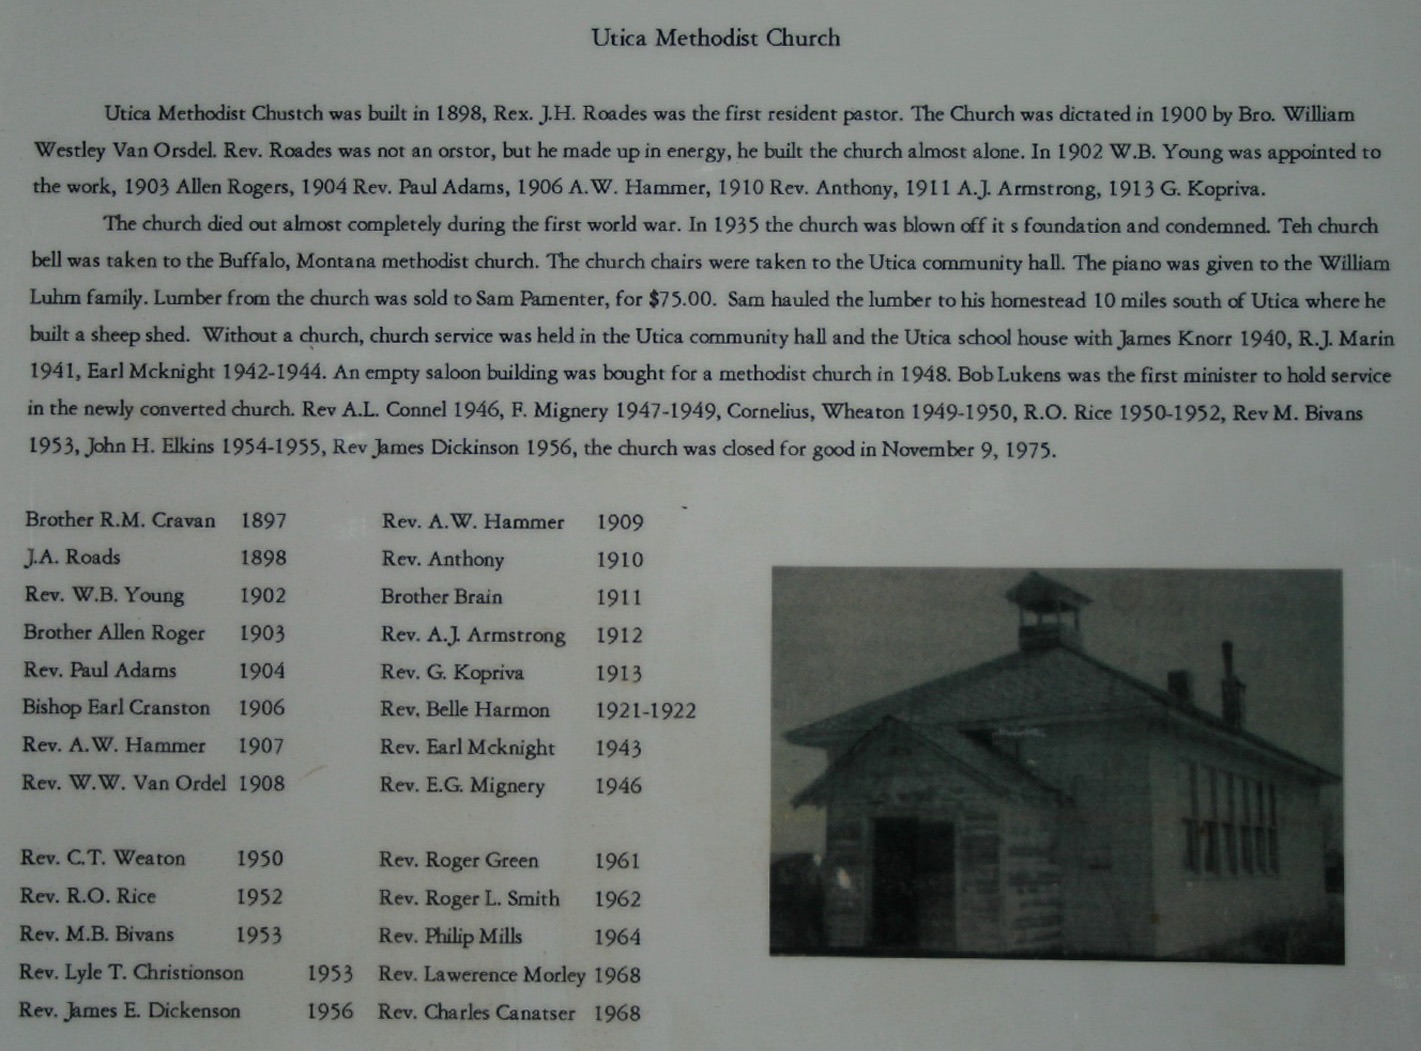 Utica Methodist Church
Utica Methodist Chustch was built in 1898, Rex. J.H. Roades was the first resident pastor. The Church was dictated in 1900 by Bro. William
Westley Van Orsdel. Rev. Roades was not an orstor, but he made up in energy, he built the church almost alone. In 1902 W.B. Young was appointed to
the work, 1903 Allen Rogers, 1904 Rev. Paul Adams, 1906 A.W. Hammer, 1910 Rev. Anthony, 1911 A.J. Armstrong, 1913 G. Kopriva.
The church died out almost completely during the first world war. In 1935 the church was blown off it s foundation and condemned. Teh church
bell was taken to the Buffalo, Montana methodist church. The church chairs were taken to the Utica community hall. The piano was given to the William
Luhm family. Lumber from the church was sold to Sam Pamenter, for $75.00. Sam hauled the lumber to his homestead 10 miles south of Utica where he
built a sheep shed. Without a church, church service was held in the Utica community hall and the Utica school house with James Knorr 1940, R.J. Marin
1941, Earl Mcknight 1942-1944. An empty saloon building was bought for a methodist church in 1948. Bob Lukens was the first minister to hold service
in the newly converted church. Rev A.L. Connel 1946, F. Mignery 1947-1949, Cornelius, Wheaton 1949-1950, R.O. Rice 1950-1952, Rev M. Bivans
1953, John H. Elkins 1954-1955, Rev James Dickinson 1956, the church was closed for good in November 9, 1975.
Brother R.M. Cravan 1897
J.A. Roads 1898
Rev. W.B. Young 1902
Brother Allen Roger 1903
Rev. Paul Adams 1904
Bishop Earl Cranston 1906
Rev. A.W. Hammer 1907
Rev. W.W. Van Ordel 1908
Rev. C.T. Weaton 1950
Rev. R.O. Rice 1952
Rev. M.B. Bivans 1953
Rev. Lyle T. Christionson 1953
Rev. James E. Dickenson 1956
Rev. A.W. Hammer 1909
Rev. Anthony 1910
Brother Brain 1911
Rev. A.J. Armstrong 1912
Rev. G. Kopriva 1913
Rev. Belle Harmon 1921-1922
Rev. Earl Mcknight 1943
Rev. E.G. Mignery 1946
Rev. Roger Green 1961
Rev. Roger L. Smith 1962
Rev. Philip Mills 1964
Rev. Lawerence Morley 1968
Rev. Charles Canatser 1968